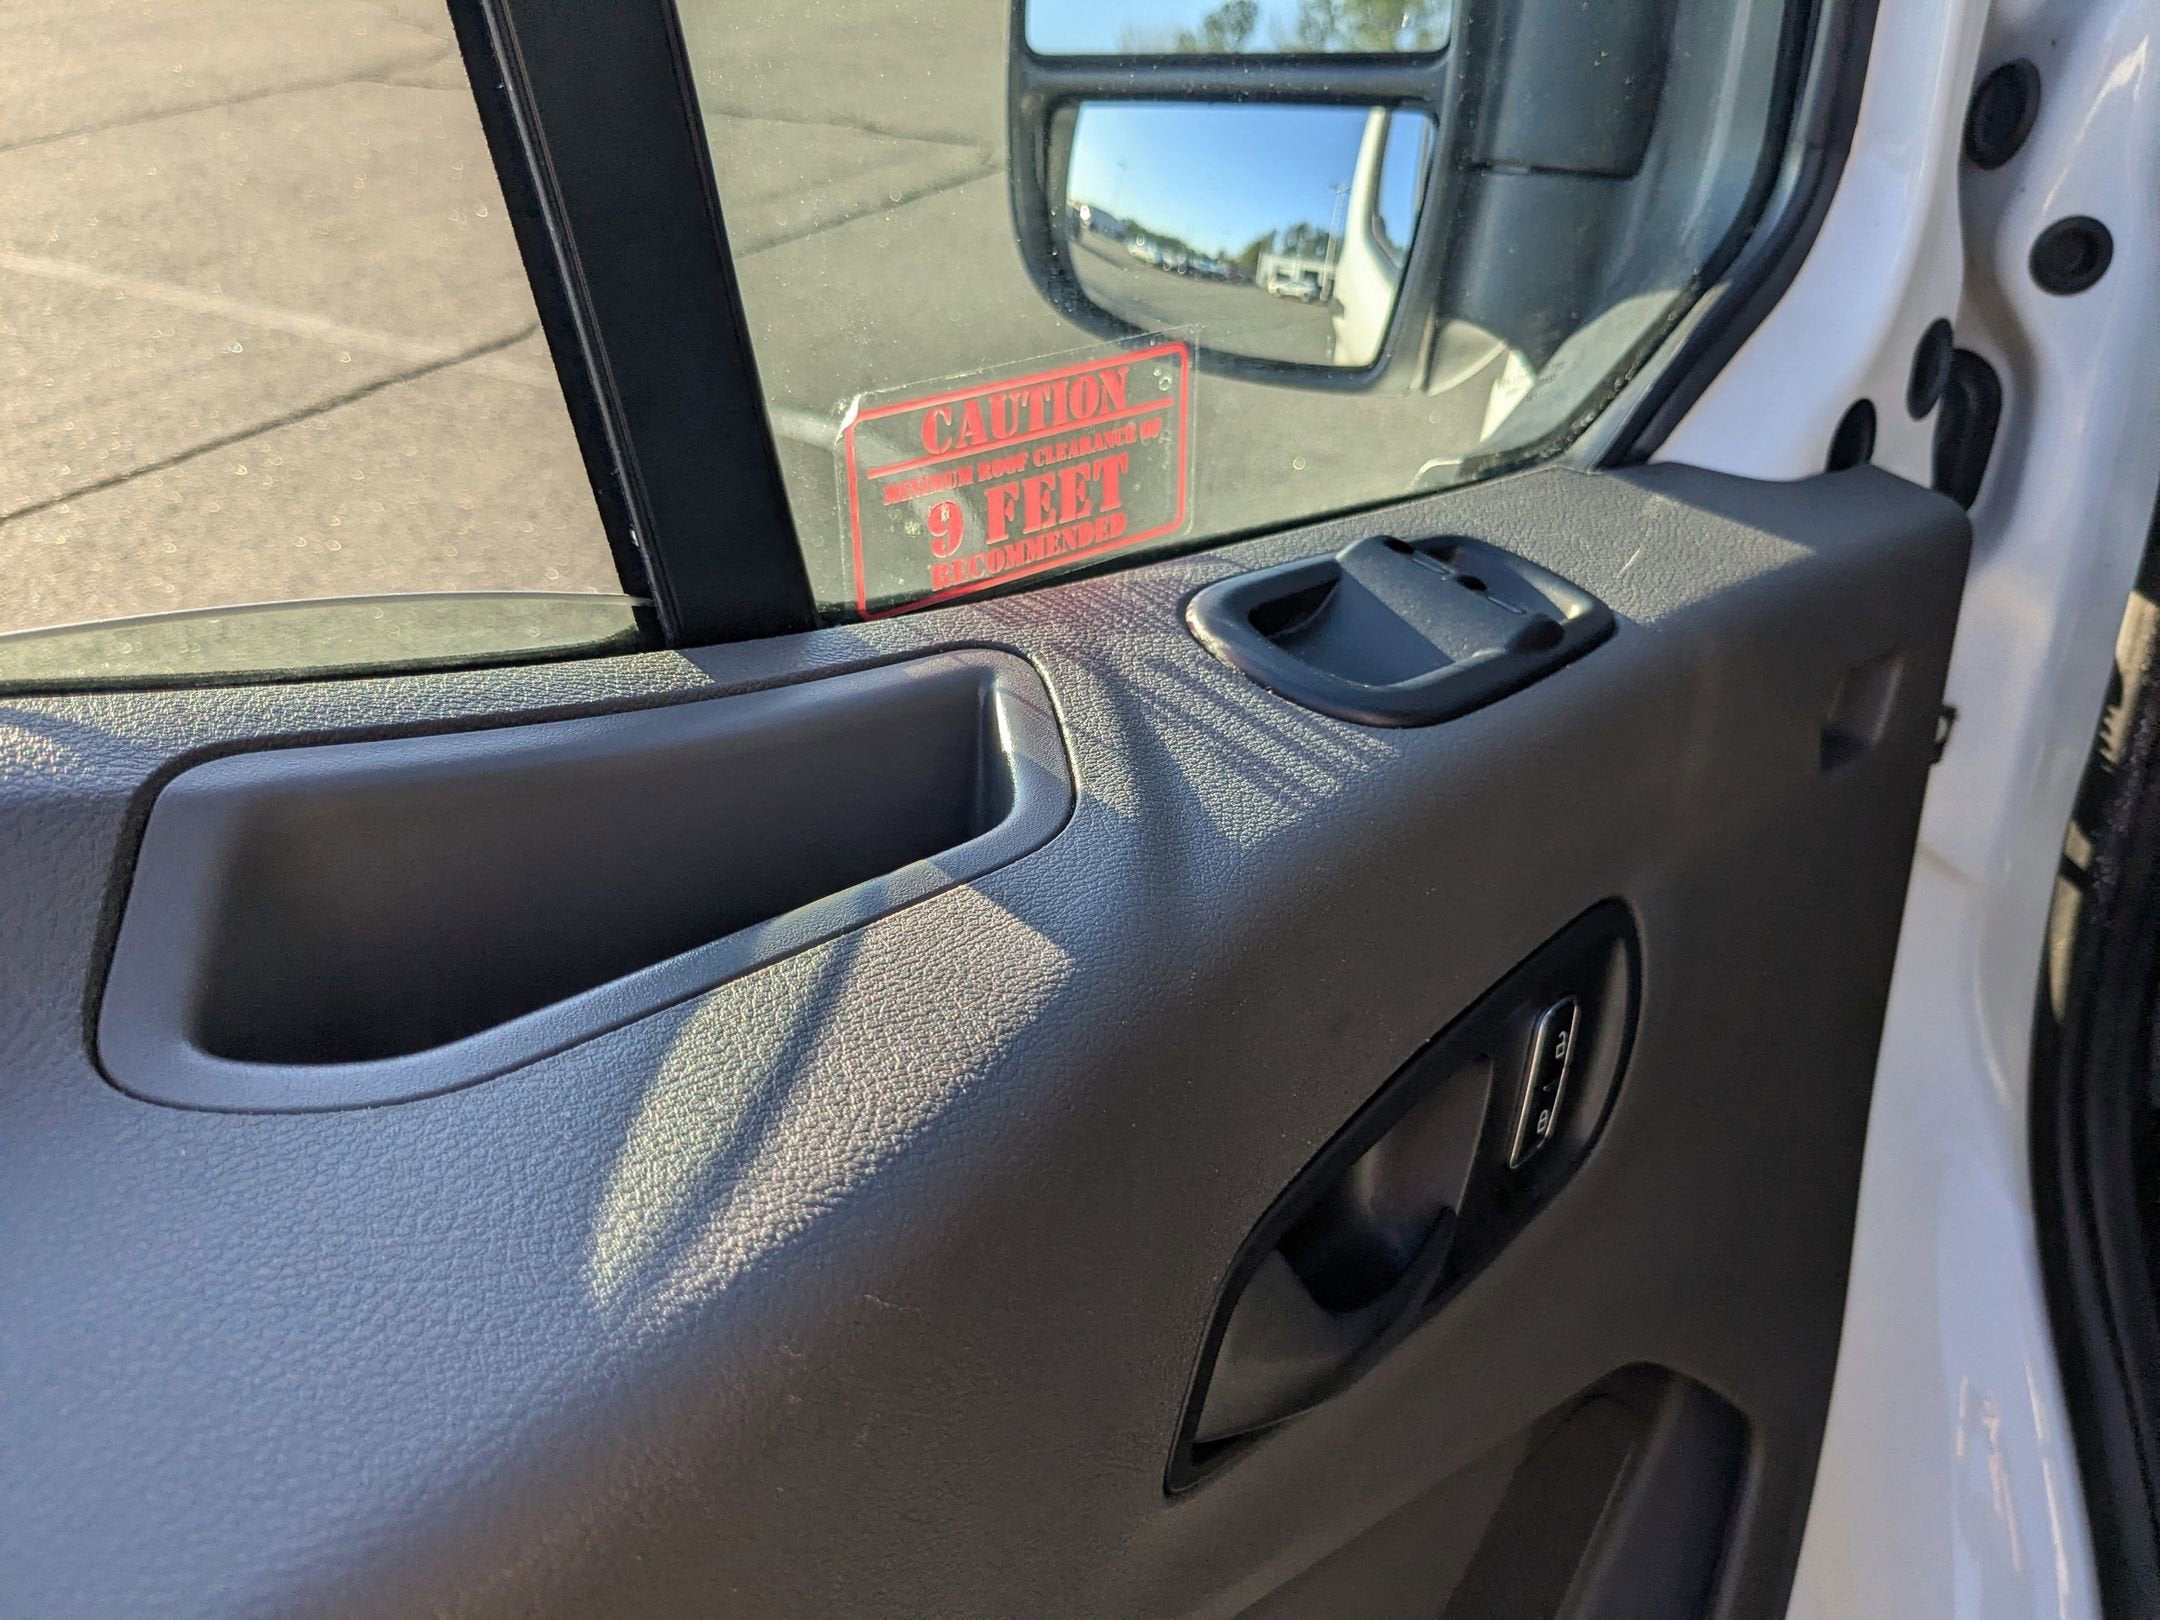 CAUTION
MINIMUM ROOF CLEARANCE OF
9 FEET
RECOMMENDED